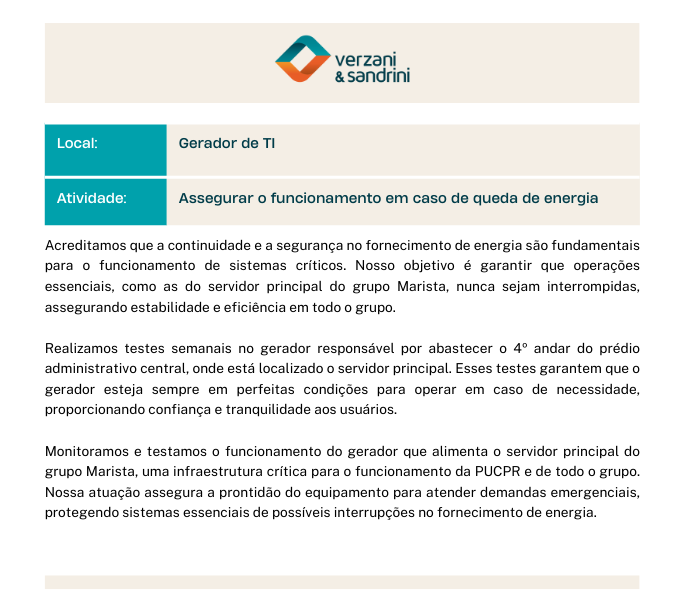 verzani
& sandrini
Local:
Gerador de TI
Atividade:
Assegurar o funcionamento em caso de queda de energia
Acreditamos que a continuidade e a segurança no fornecimento de energia são fundamentais
para o funcionamento de sistemas críticos. Nosso objetivo é garantir que operações
essenciais, como as do servidor principal do grupo Marista, nunca sejam interrompidas,
assegurando estabilidade e eficiência em todo o grupo.
Realizamos testes semanais no gerador responsável por abastecer o 4º andar do prédio
administrativo central, onde está localizado o servidor principal. Esses testes garantem que o
gerador esteja sempre em perfeitas condições para operar em caso de necessidade,
proporcionando confiança e tranquilidade aos usuários.
Monitoramos e testamos o funcionamento do gerador que alimenta o servidor principal do
grupo Marista, uma infraestrutura crítica para o funcionamento da PUCPR e de todo o grupo.
Nossa atuação assegura a prontidão do equipamento para atender demandas emergenciais,
protegendo sistemas essenciais de possíveis interrupções no fornecimento de energia.